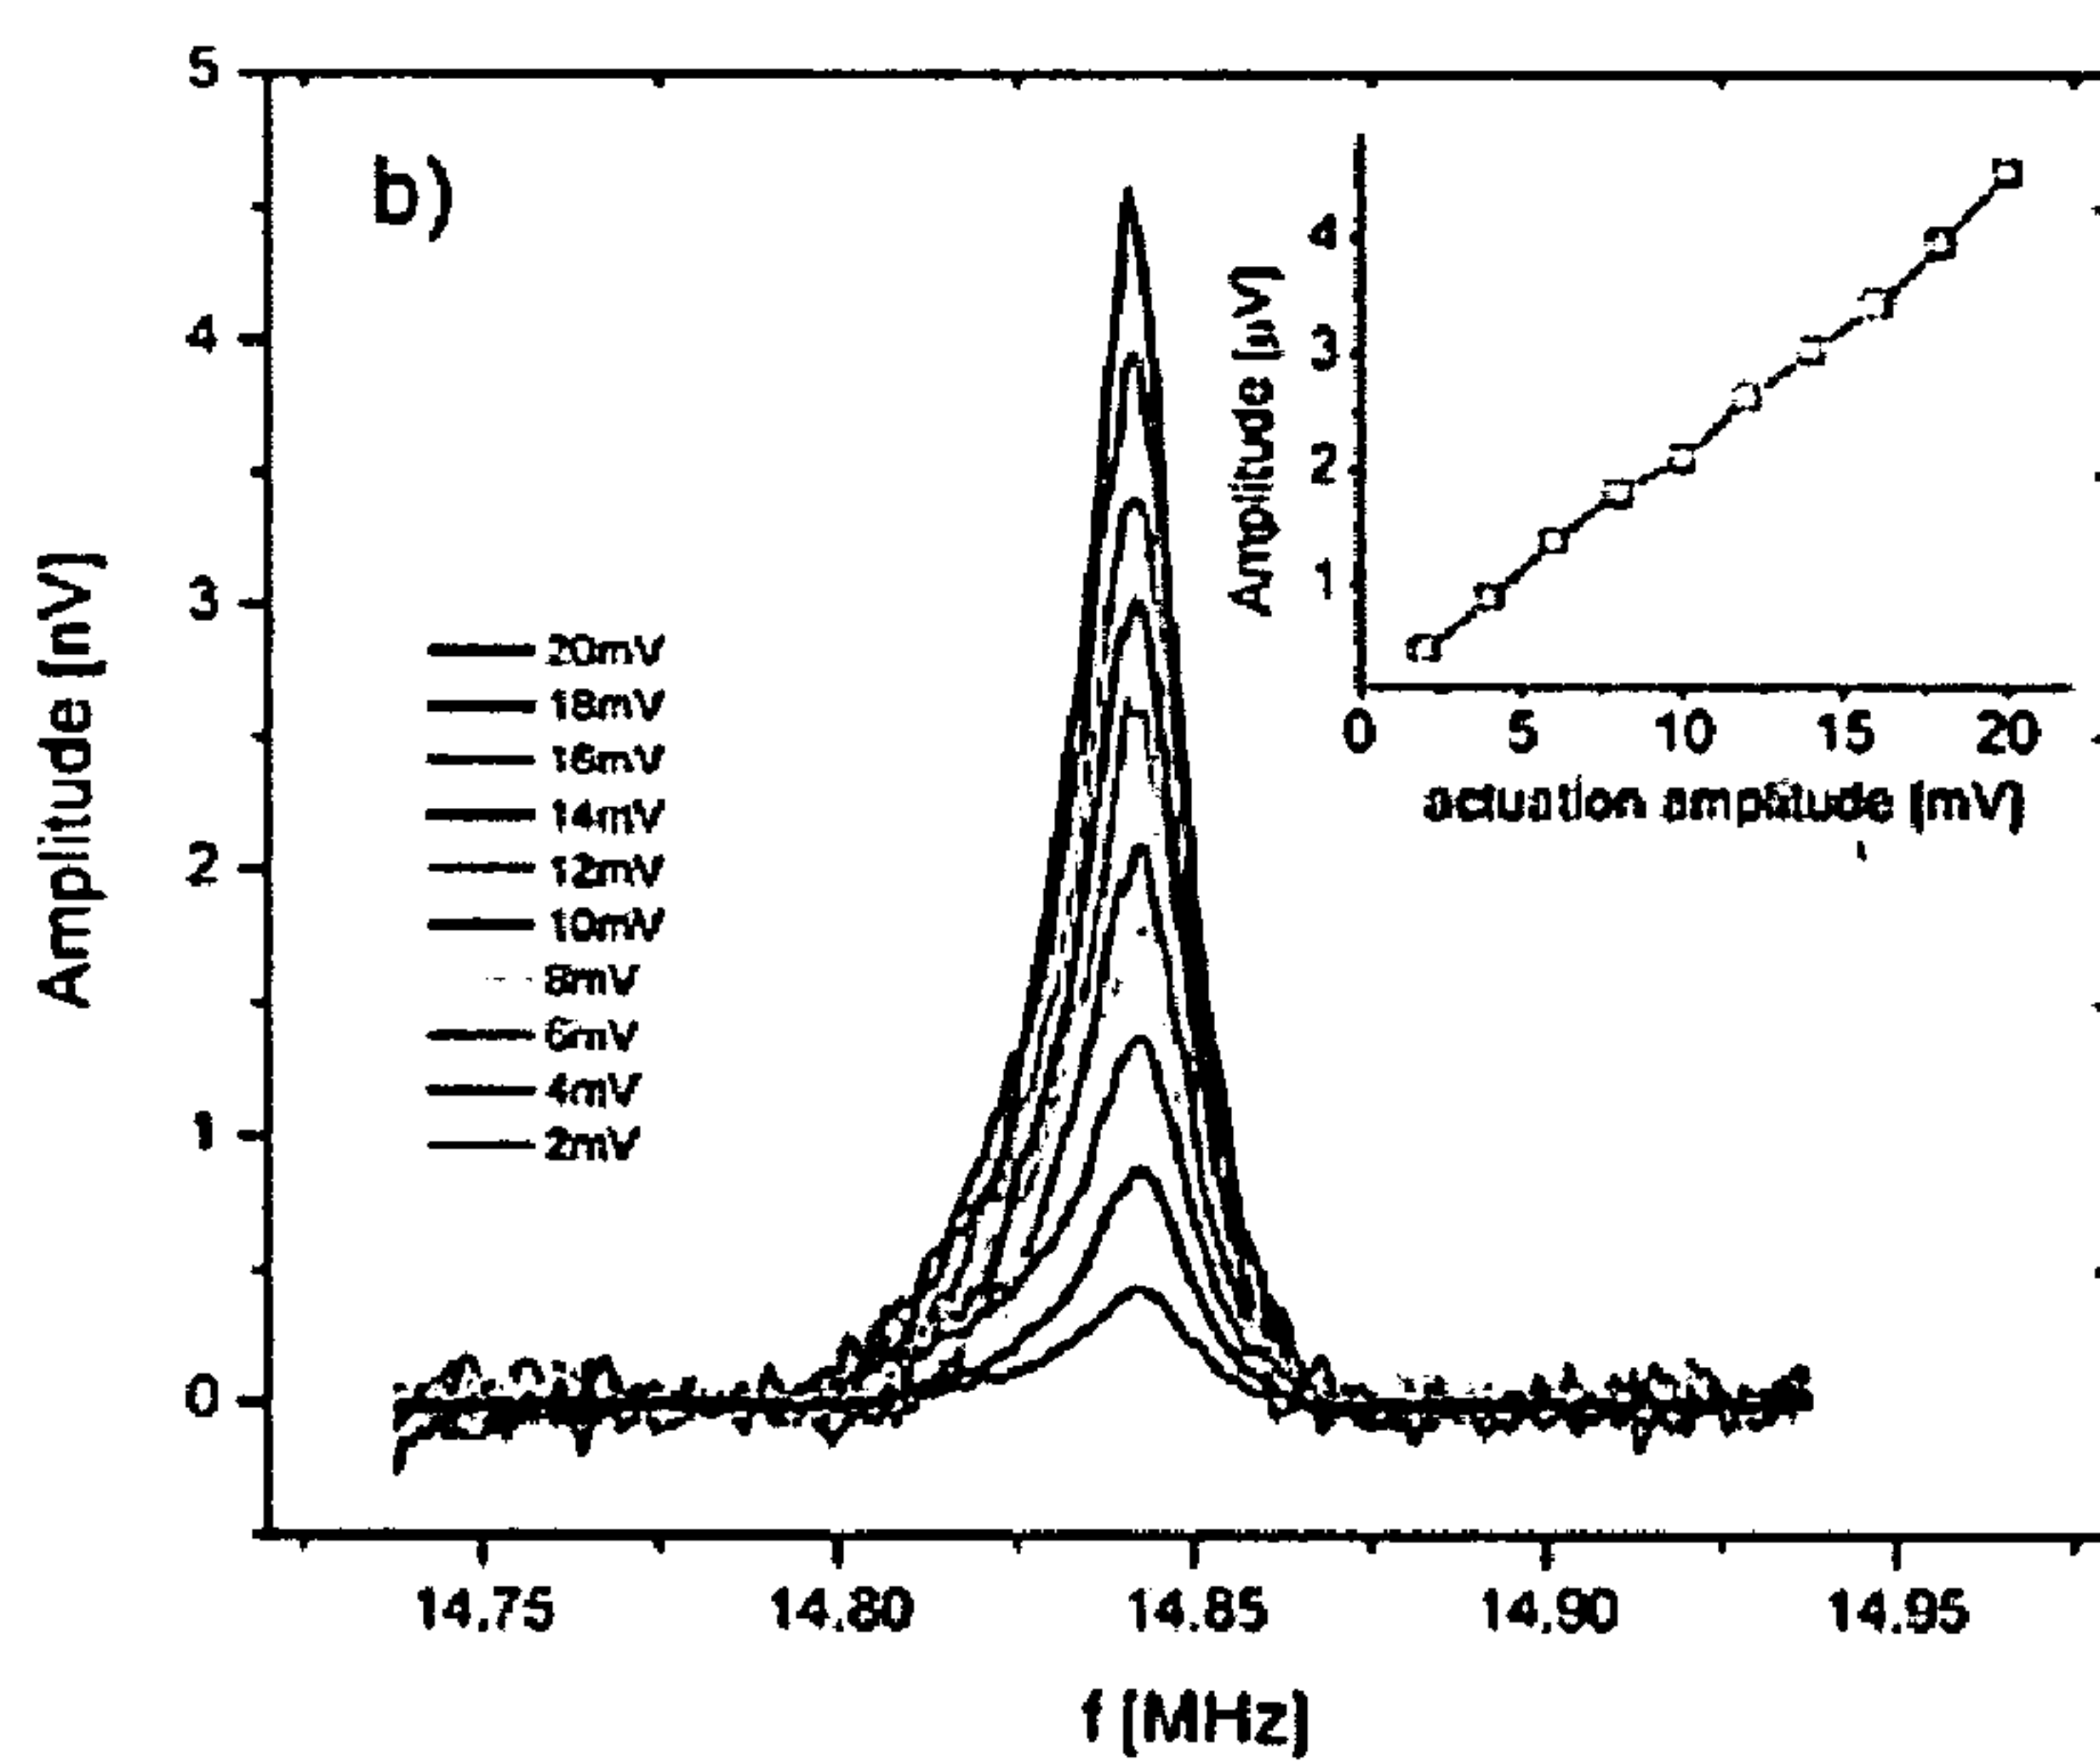 b)
5
4
3
2
1
0
Amplitude [nV]
20mV
18mV
16mV
14mV
12mV
10mV
8mV
6mV
4mV
2mV
14.75 14.80 14.85 14.90 14.95
f [MHz]
4
3
2
1
Amplitude [µV]
0 5 10 15 20
actuation amplitude [mV]